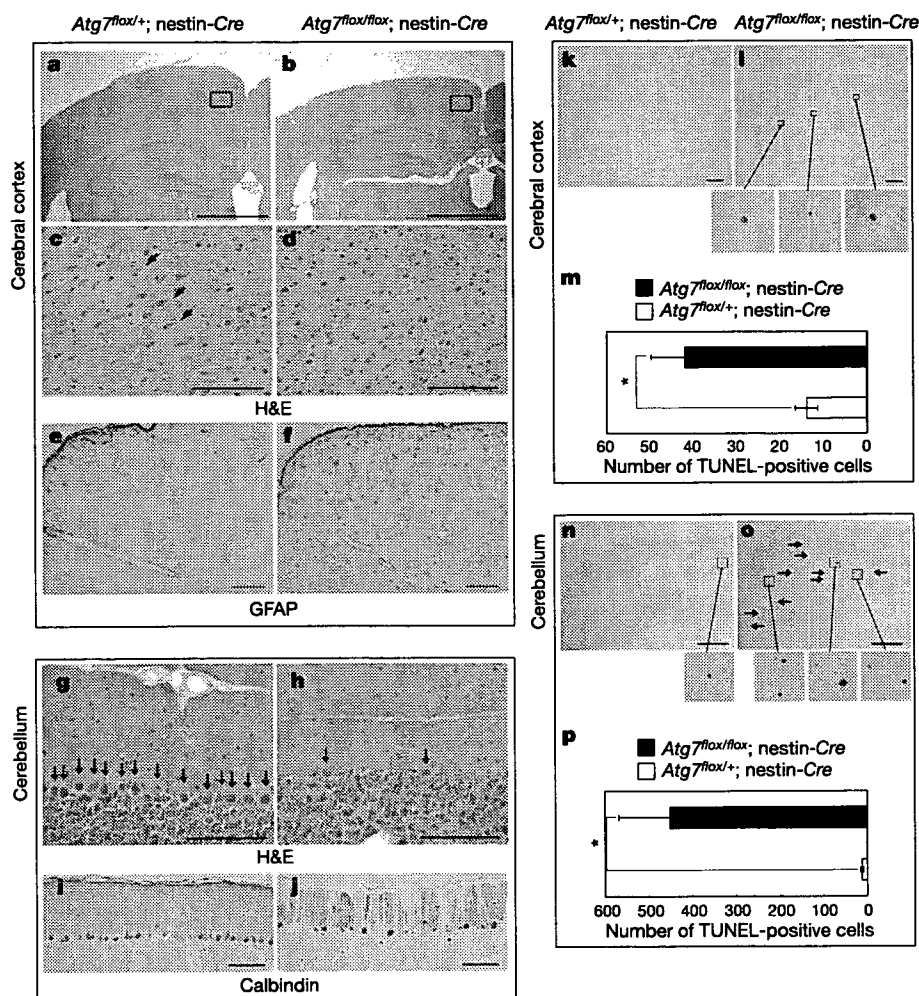 Atg7flox/+; nestin-Cre
Atg7flox/flox; nestin-Cre
Cerebral cortex
a
b
c
d
H&E
e
f
GFAP
Cerebellum
g
h
H&E
i
j
Calbindin
Atg7flox/+; nestin-Cre
Atg7flox/flox; nestin-Cre
Cerebral cortex
k
l
m
Atg7flox/flox; nestin-Cre
Atg7flox/+; nestin-Cre
*
60 50 40 30 20 10 0
Number of TUNEL-positive cells
Cerebellum
n
o
p
Atg7flox/flox; nestin-Cre
Atg7flox/+; nestin-Cre
*
600 500 400 300 200 100 0
Number of TUNEL-positive cells